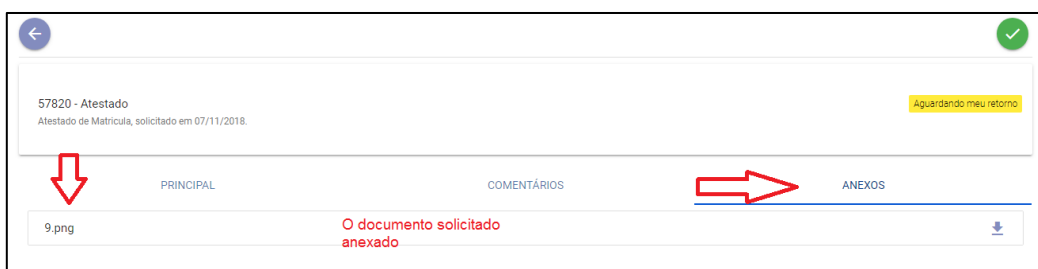 57820 - Atestado
Aguardando meu retorno
Atestado de Matricula, solicitado em 07/11/2018.
PRINCIPAL
COMENTÁRIOS
ANEXOS
9.png
O documento solicitado
anexado